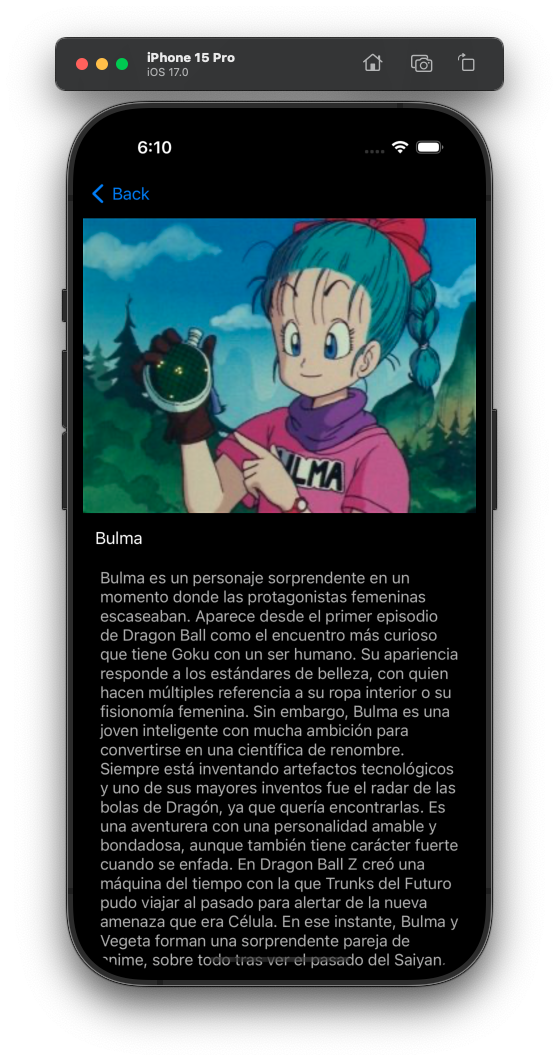 iPhone 15 Pro
iOS 17.0
6:10
Back
ULMA
Bulma
Bulma es un personaje sorprendente en un
momento donde las protagonistas femeninas
escaseaban. Aparece desde el primer episodio
de Dragon Ball como el encuentro más curioso
que tiene Goku con un ser humano. Su apariencia
responde a los estándares de belleza, con quien
hacen múltiples referencia a su ropa interior o su
fisionomía femenina. Sin embargo, Bulma es una
joven inteligente con mucha ambición para
convertirse en una científica de renombre.
Siempre está inventando artefactos tecnológicos
y uno de sus mayores inventos fue el radar de las
bolas de Dragón, ya que quería encontrarlas. Es
una aventurera con una personalidad amable y
bondadosa, aunque también tiene carácter fuerte
cuando se enfada. En Dragon Ball Z creó una
máquina del tiempo con la que Trunks del Futuro
pudo viajar al pasado para alertar de la nueva
amenaza que era Célula. En ese instante, Bulma y
Vegeta forman una sorprendente pareja de
anime, sobre todo tras ver el pasado del Saiyan.